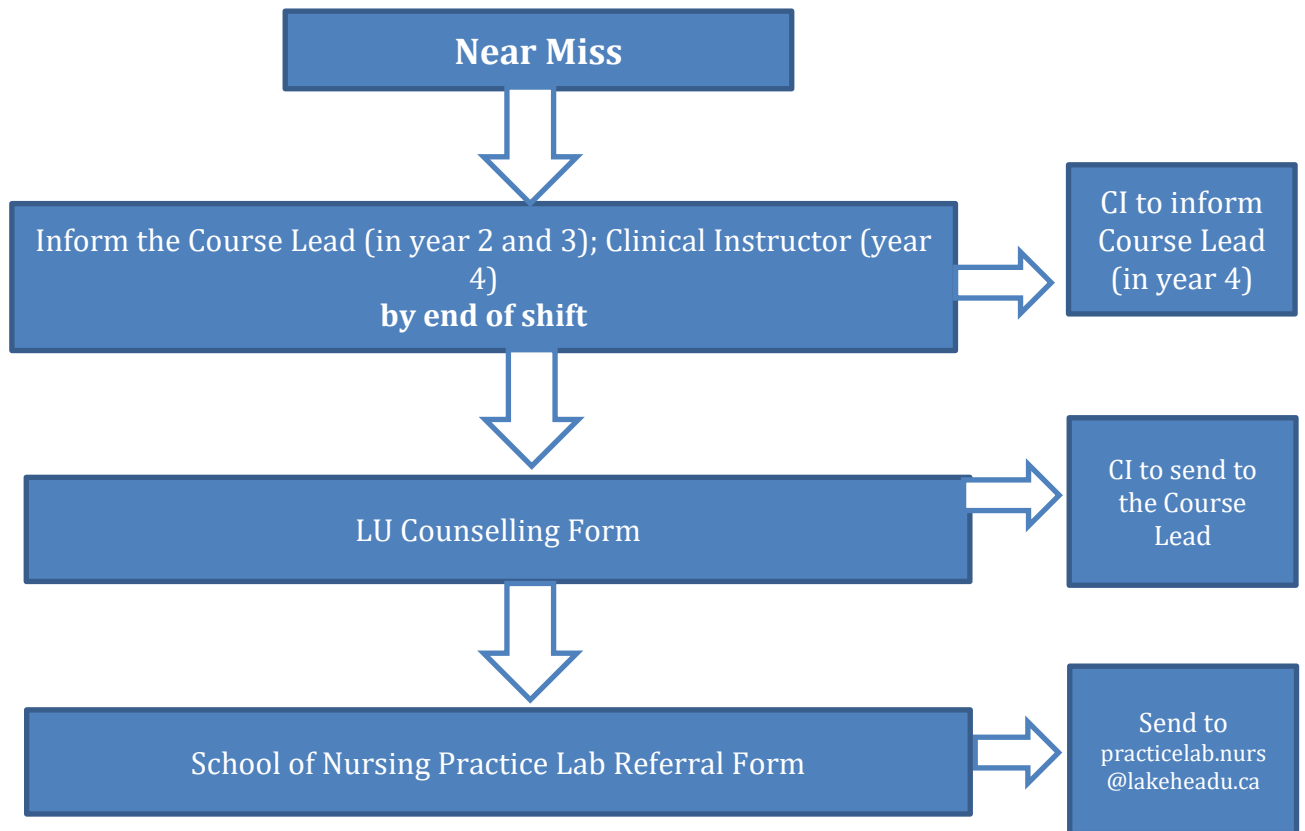 Near Miss
Inform the Course Lead (in year 2 and 3); Clinical Instructor (year
4)
by end of shift
CI to inform
Course Lead
(in year 4)
LU Counselling Form
CI to send to
the Course
Lead
School of Nursing Practice Lab Referral Form
Send to
practicelab.nurs
@lakeheadu.ca